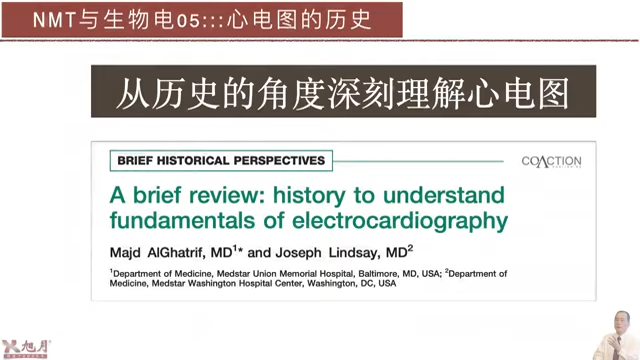 NMT与生物电05:::心电图的历史
从历史的角度深刻理解心电图
BRIEF HISTORICAL PERSPECTIVES
COACTION
A brief review: history to understand
fundamentals of electrocardiography
Majd AlGhatrif, MD1* and Joseph Lindsay, MD2
1Department of Medicine, Medstar Union Memorial Hospital, Baltimore, MD, USA; 2Department of
Medicine, Medstar Washington Hospital Center, Washington, DC, USA
旭月®